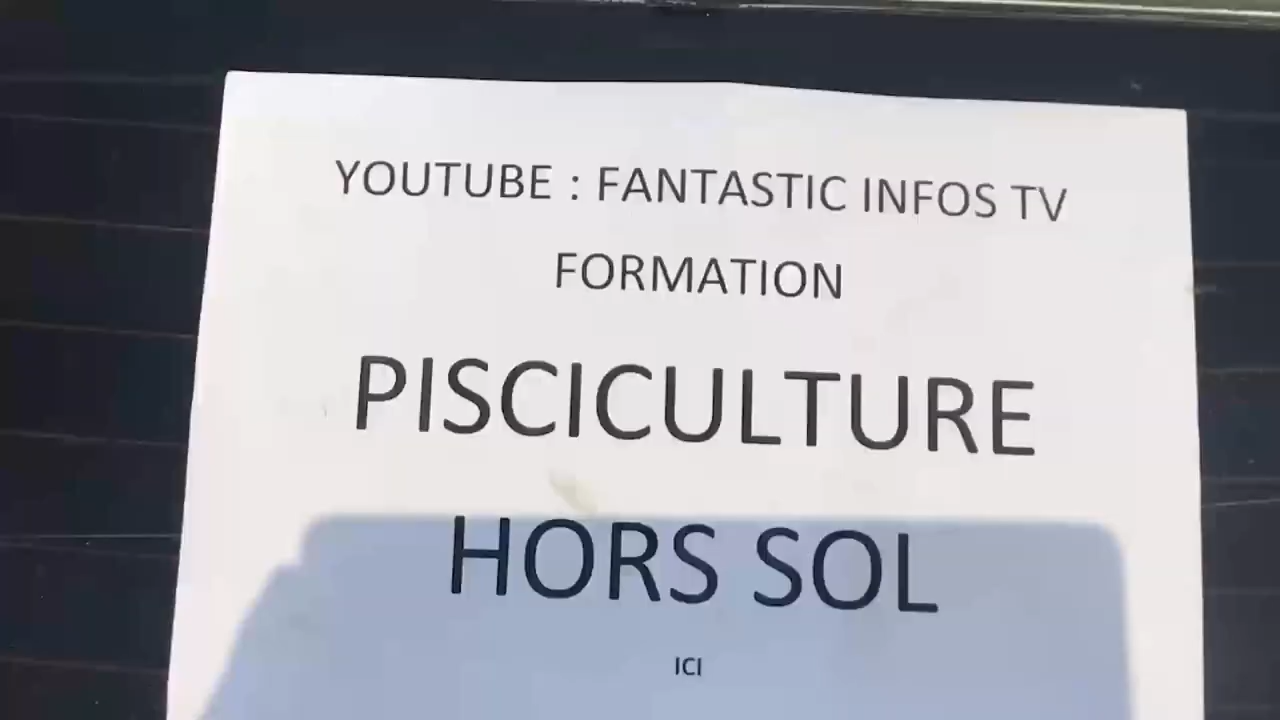 YOUTUBE : FANTASTIC INFOS TV
FORMATION
PISCICULTURE
HORS SOL
ICI